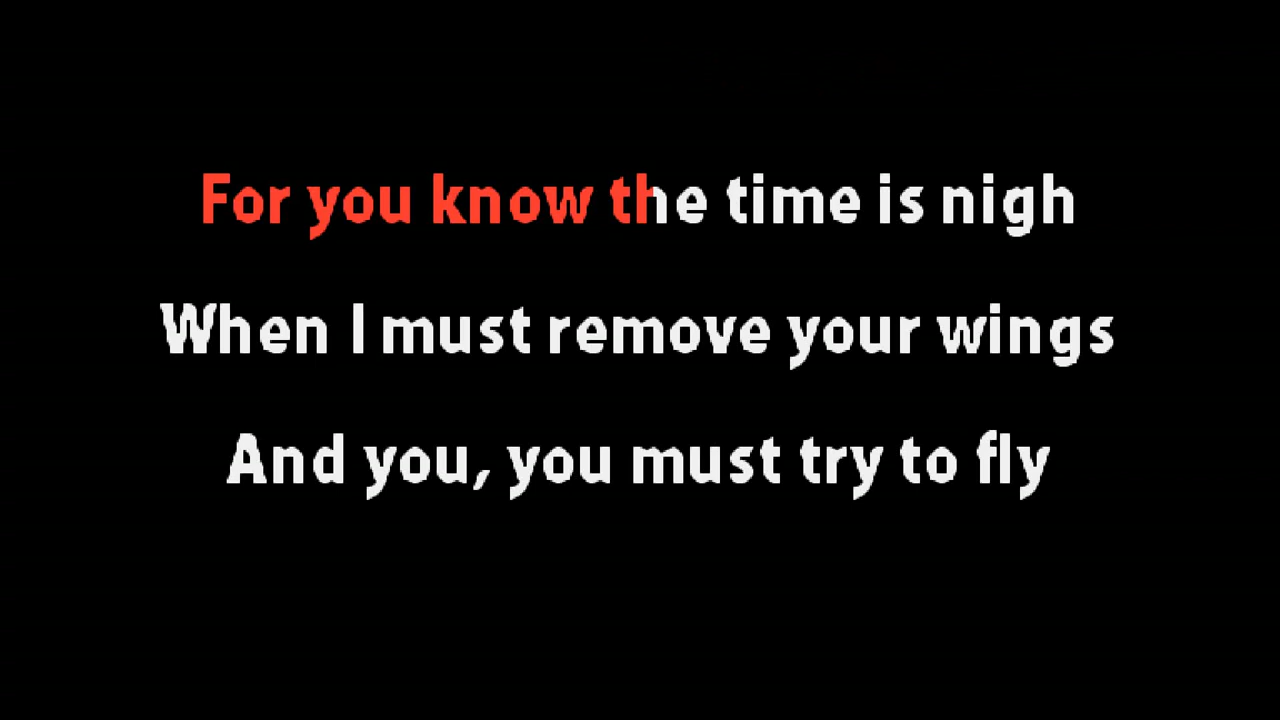 For you know the time is nigh
When I must remove your wings
And you, you must try to fly